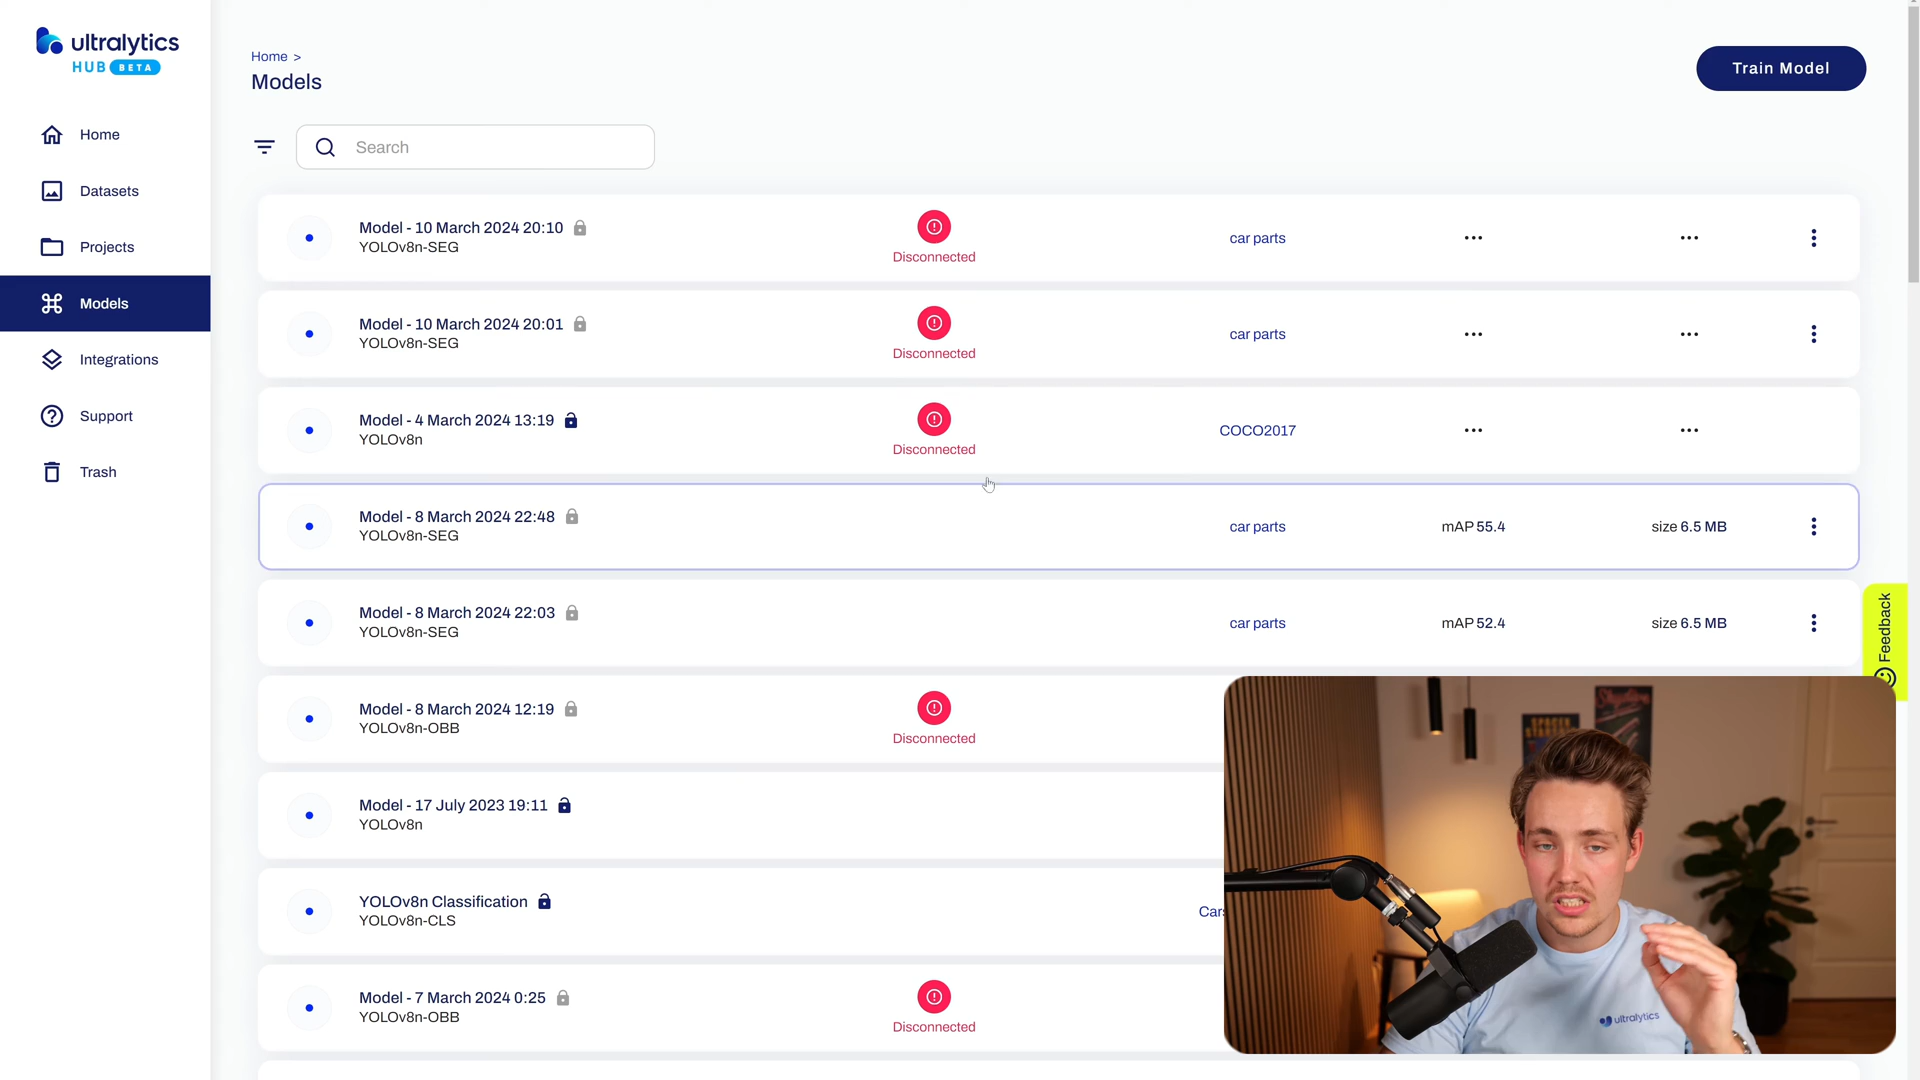 ultralytics
HUB BETA
Home
Datasets
Projects
Models
Integrations
Support
Trash
Home >
Models
Train Model
Search
Model - 10 March 2024 20:10
YOLOv8n-SEG
Disconnected
car parts
Model - 10 March 2024 20:01
YOLOv8n-SEG
Disconnected
car parts
Model - 4 March 2024 13:19
YOLOv8n
Disconnected
COCO2017
Model - 8 March 2024 22:48
YOLOv8n-SEG
car parts
mAP 55.4
size 6.5 MB
Model - 8 March 2024 22:03
YOLOv8n-SEG
car parts
mAP 52.4
size 6.5 MB
Feedback
Model - 8 March 2024 12:19
YOLOv8n-OBB
Disconnected
Model - 17 July 2023 19:11
YOLOv8n
YOLOv8n Classification
YOLOv8n-CLS
Model - 7 March 2024 0:25
YOLOv8n-OBB
Disconnected
ultralytics